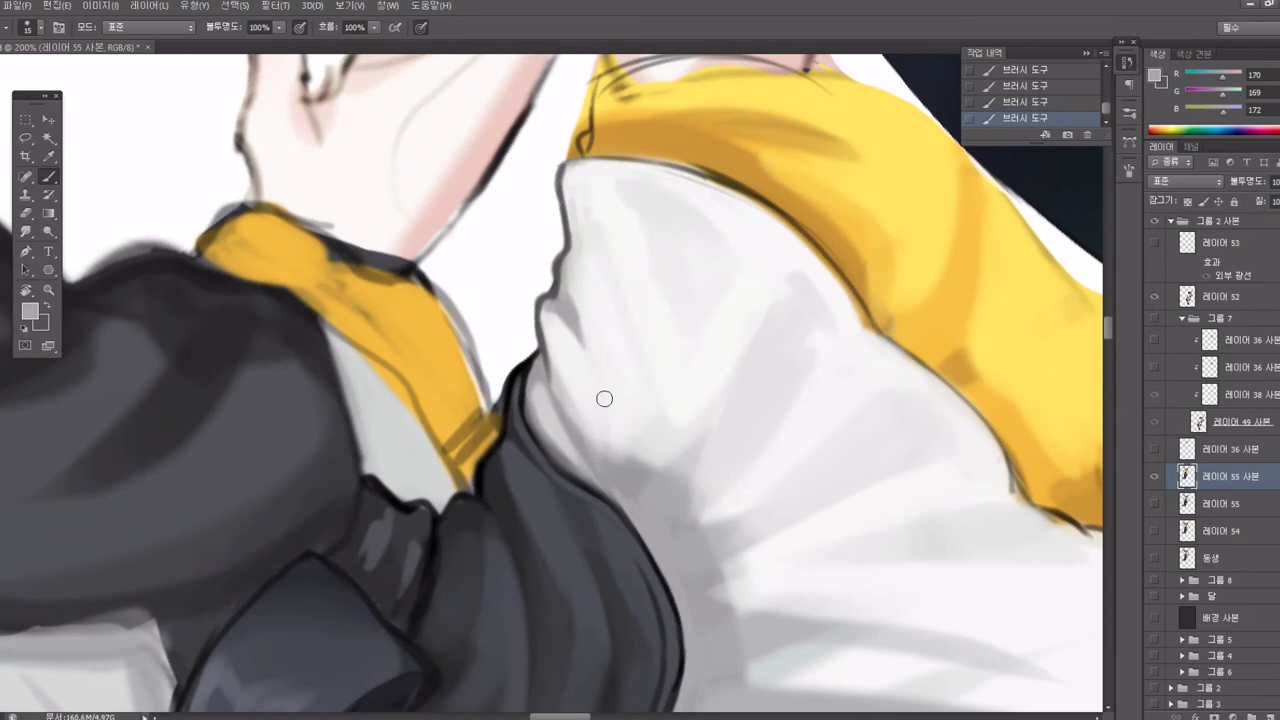 파일(F) 편집(E) 이미지(I) 레이어(L) 유형(Y) 선택(S) 필터(T) 3D(D) 보기(V) 창(W) 도움말(H)
15 모드: 표준 불투명도: 100% 흐름: 100% 필수
@ 200% (레이어 55 사본, RGB/8) * ×
작업 내역
브러시 도구
브러시 도구
브러시 도구
브러시 도구
색상 색상 견본
R 170
G 169
B 172
레이어 채널
종류
표준 불투명도: 10
잠그기: 칠: 10
그룹 2 사본
레이어 53
효과
외부 광선
레이어 52
그룹 7
레이어 36 사본
레이어 36 사본
레이어 38 사본
레이어 49 사본
레이어 36 사본
레이어 55 사본
레이어 55
레이어 54
동생
그룹 8
달
배경 사본
그룹 5
그룹 4
그룹 6
그룹 2
그룹 3
문서:160.6M/4.97G